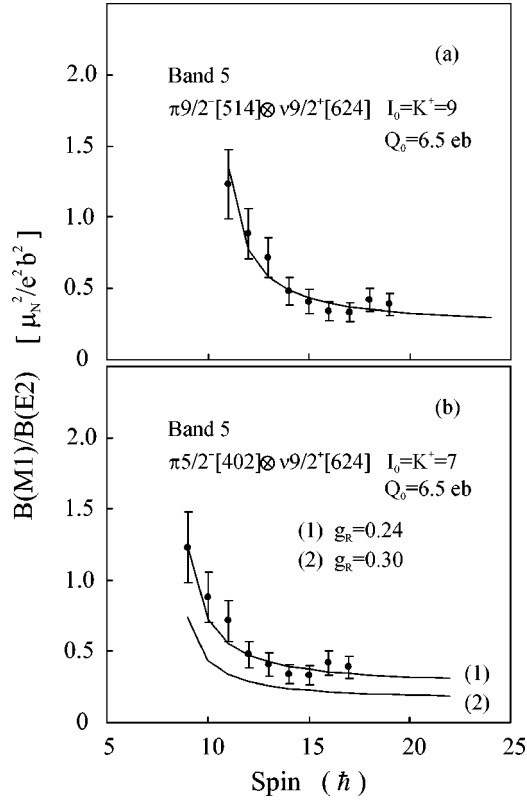 (a)
2.0
Band 5
π9/2⁻[514]⊗ ν9/2⁺[624] I₀=K⁺=9
Q₀=6.5 eb
1.5
1.0
0.5
0
B(M1)/B(E2) [ μ_N²/e²b² ]
(b)
2.0
Band 5
π5/2⁻[402]⊗ ν9/2⁺[624] I₀=K⁺=7
Q₀=6.5 eb
1.5
(1) g_R=0.24
(2) g_R=0.30
1.0
0.5
(1)
(2)
0
5 10 15 20 25
Spin ( ħ )